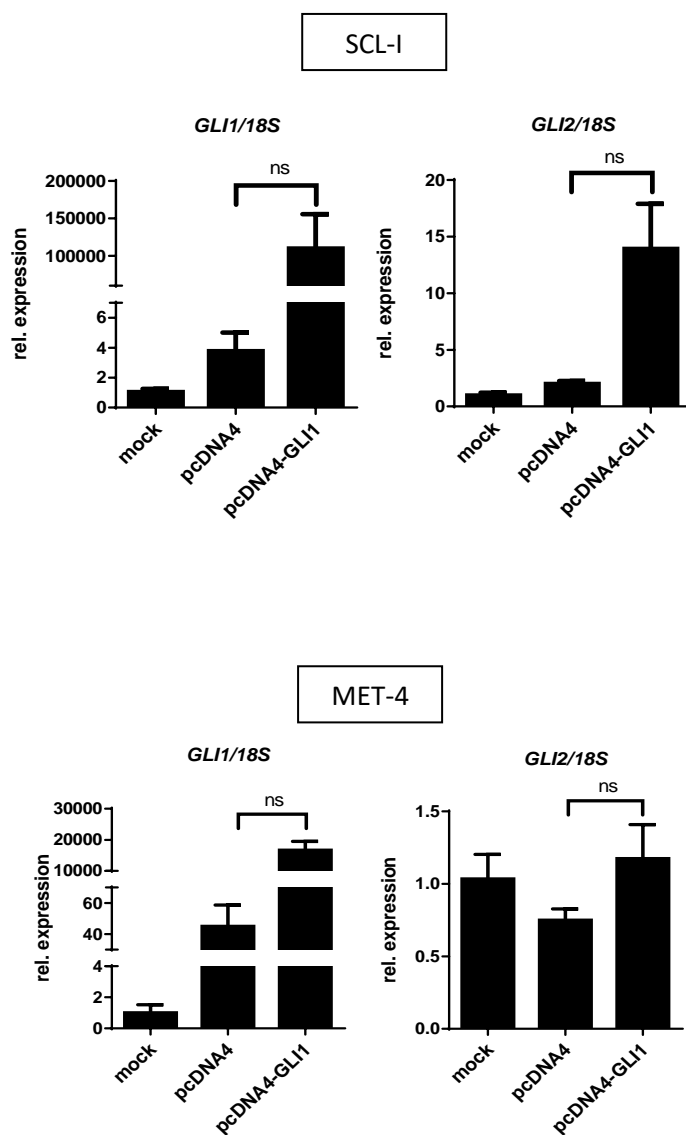 SCL-I
GLI1/18S
GLI2/18S
ns
ns
rel. expression
200000
150000
100000
6
4
2
0
mock
pcDNA4
pcDNA4-GLI1
rel. expression
20
15
10
5
0
mock
pcDNA4
pcDNA4-GLI1
MET-4
GLI1/18S
GLI2/18S
ns
ns
rel. expression
30000
20000
10000
60
40
4
2
0
mock
pcDNA4
pcDNA4-GLI1
rel. expression
1.5
1.0
0.5
0.0
mock
pcDNA4
pcDNA4-GLI1